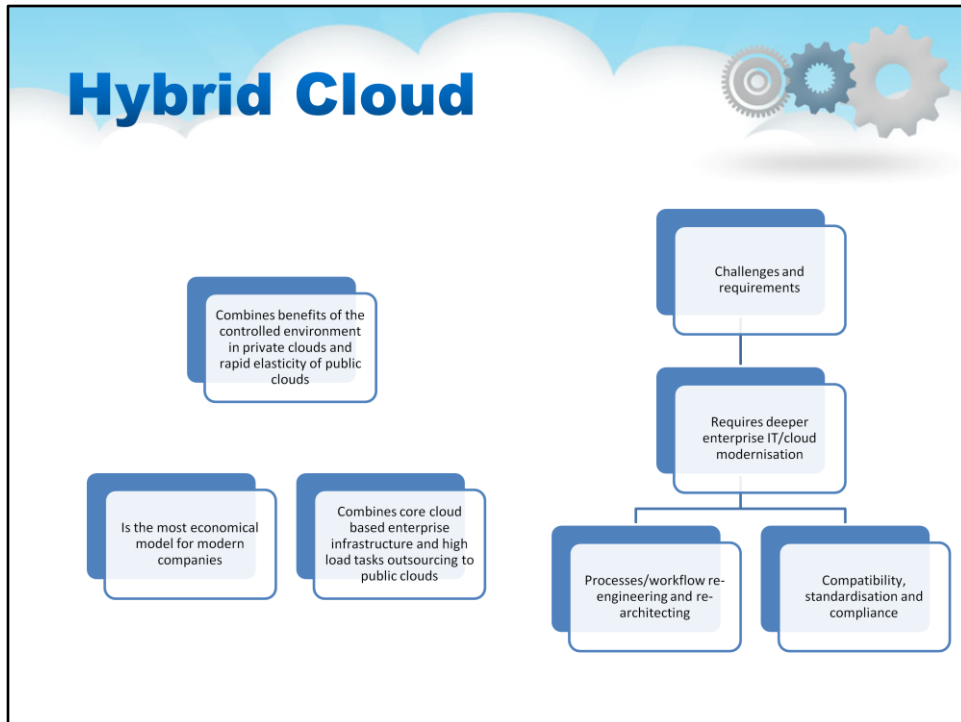 Hybrid Cloud
Combines benefits of the
controlled environment
in private clouds and
rapid elasticity of public
clouds
Is the most economical
model for modern
companies
Combines core cloud
based enterprise
infrastructure and high
load tasks outsourcing to
public clouds
Challenges and
requirements
Requires deeper
enterprise IT/cloud
modernisation
Processes/workflow re-
engineering and re-
architecting
Compatibility,
standardisation and
compliance